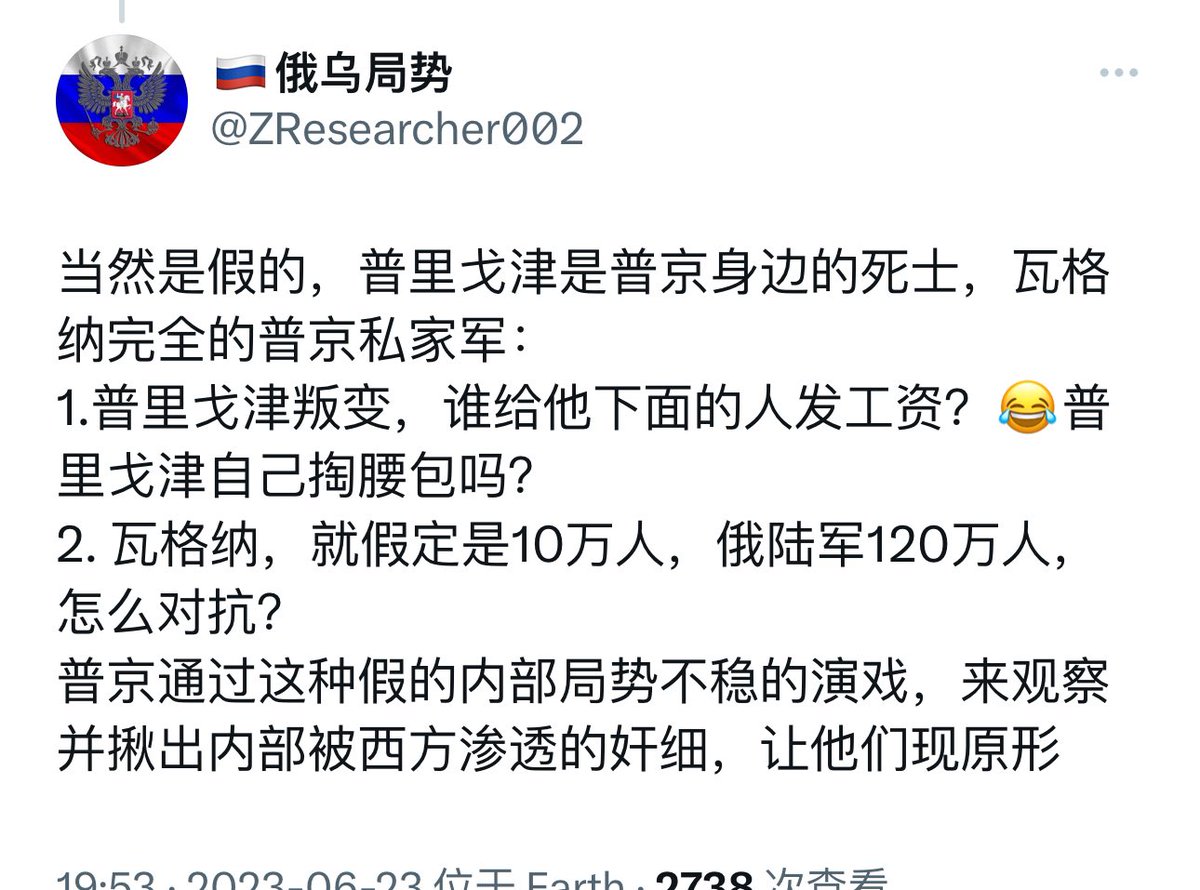 🇷🇺俄乌局势
@ZResearcher002
当然是假的，普里戈津是普京身边的死士，瓦格
纳完全的普京私家军：
1.普里戈津叛变，谁给他下面的人发工资？😂普
里戈津自己掏腰包吗？
2. 瓦格纳，就假定是10万人，俄陆军120万人，
怎么对抗？
普京通过这种假的内部局势不稳的演戏，来观察
并揪出内部被西方渗透的奸细，让他们现原形
19:53 · 2023-06-23 位于 Earth · 2738 次查看